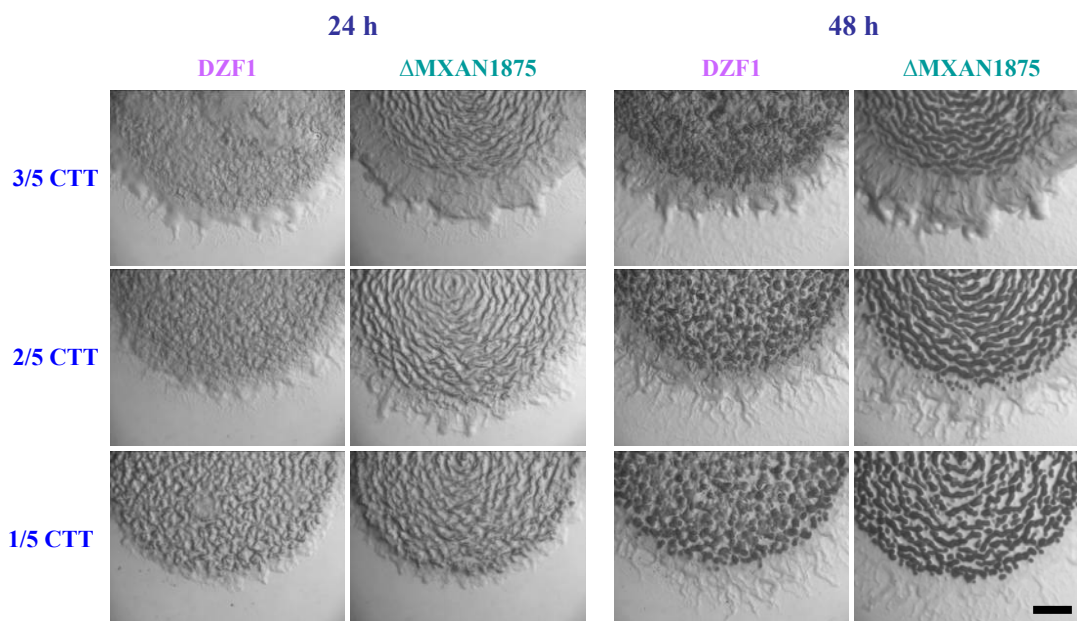 24 h 48 h
DZF1 ΔMXAN1875 DZF1 ΔMXAN1875
3/5 CTT
2/5 CTT
1/5 CTT